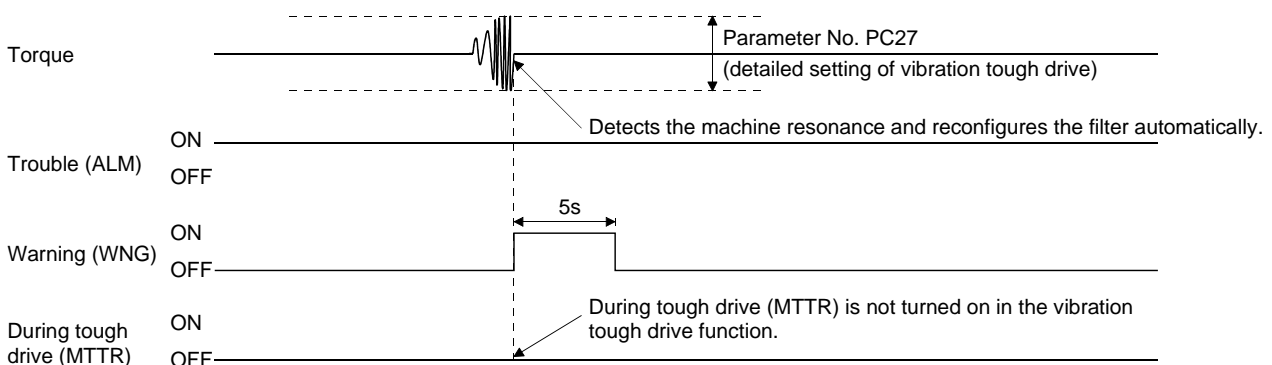 Torque
Parameter No. PC27
(detailed setting of vibration tough drive)
Detects the machine resonance and reconfigures the filter automatically.
Trouble (ALM)
ON
OFF
5s
Warning (WNG)
ON
OFF
During tough drive (MTTR) is not turned on in the vibration
tough drive function.
During tough
drive (MTTR)
ON
OFF